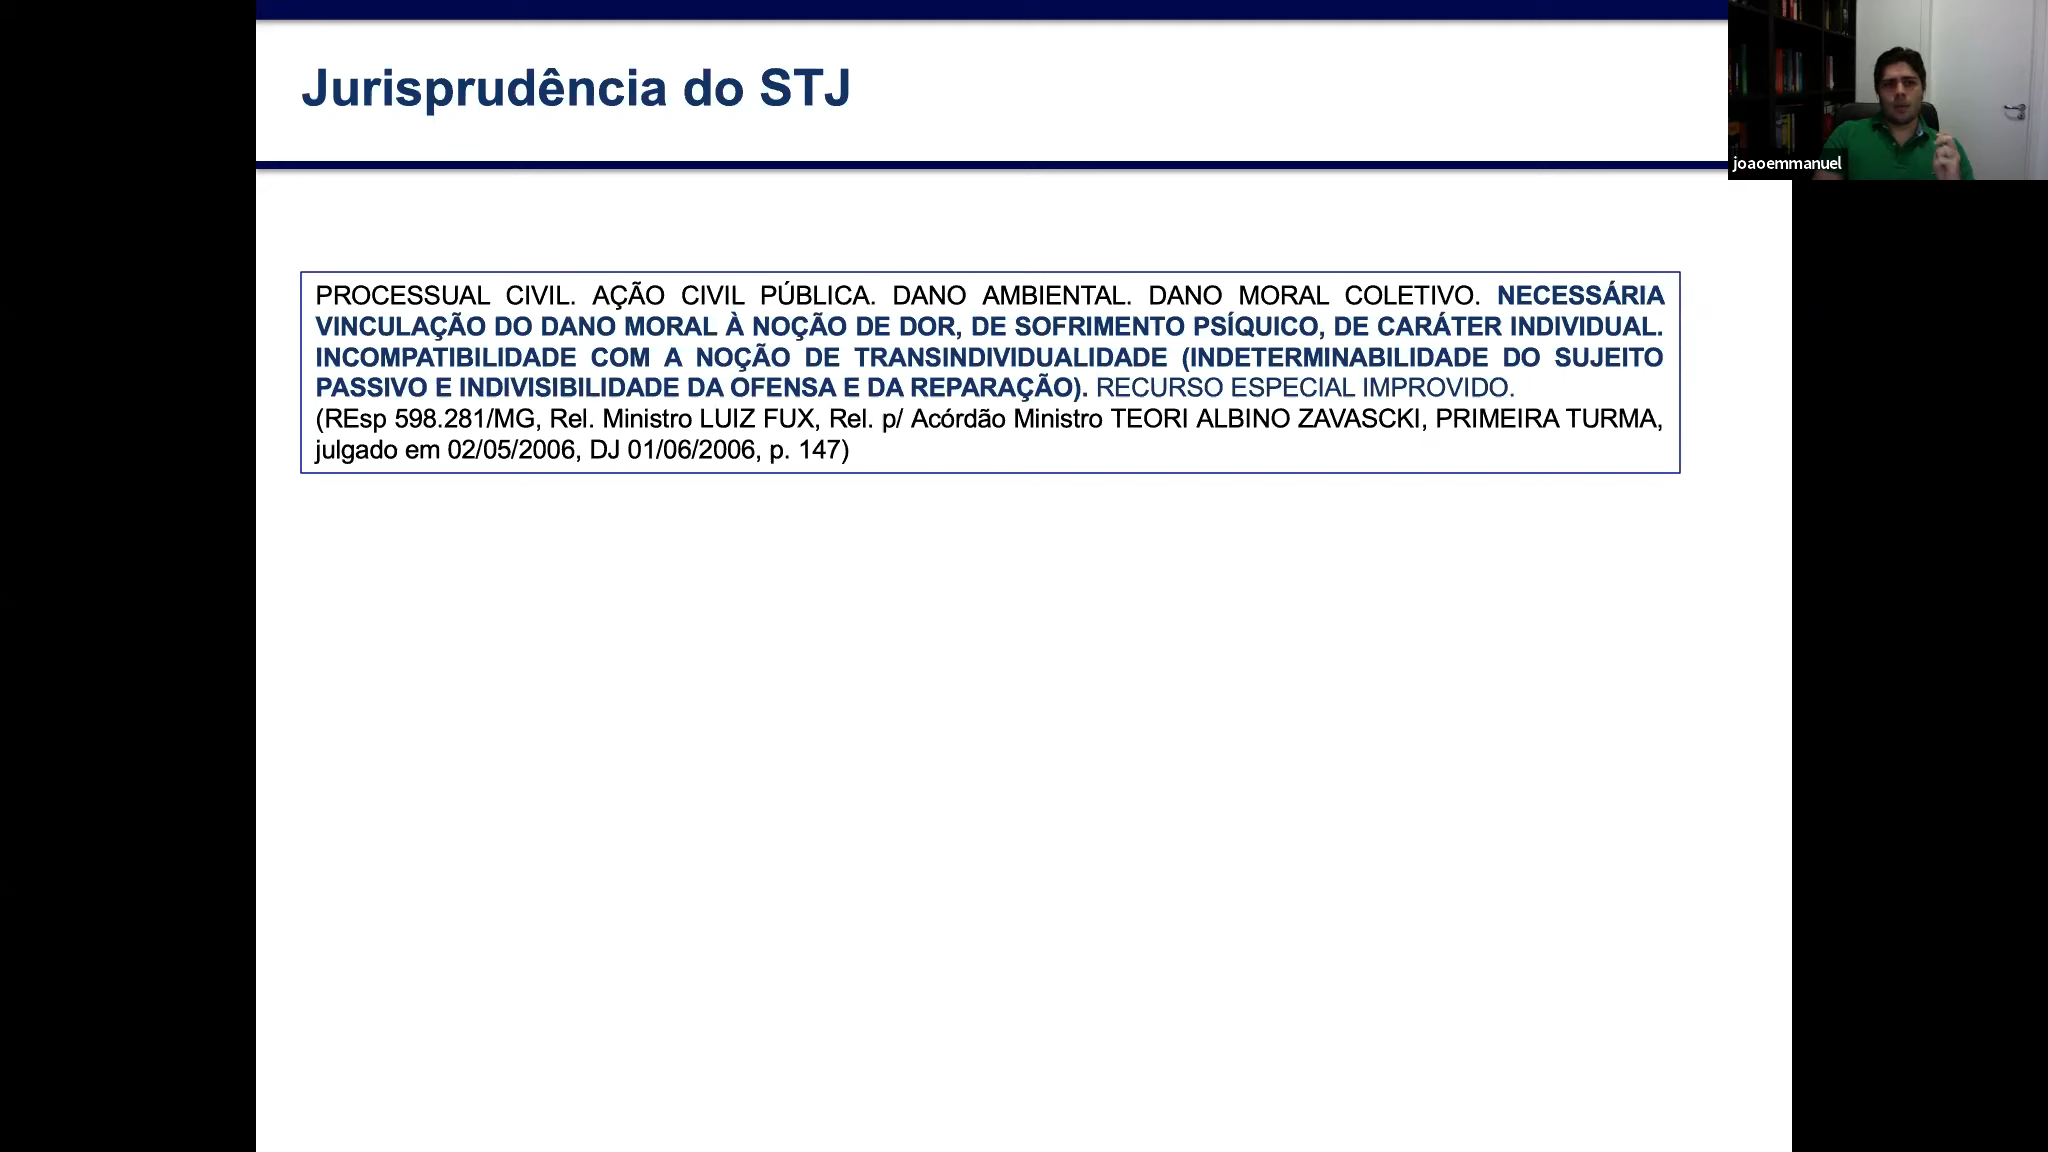 Jurisprudência do STJ
joaoemmanuel
PROCESSUAL CIVIL. AÇÃO CIVIL PÚBLICA. DANO AMBIENTAL. DANO MORAL COLETIVO. NECESSÁRIA
VINCULAÇÃO DO DANO MORAL À NOÇÃO DE DOR, DE SOFRIMENTO PSÍQUICO, DE CARÁTER INDIVIDUAL.
INCOMPATIBILIDADE COM A NOÇÃO DE TRANSINDIVIDUALIDADE (INDETERMINABILIDADE DO SUJEITO
PASSIVO E INDIVISIBILIDADE DA OFENSA E DA REPARAÇÃO). RECURSO ESPECIAL IMPROVIDO.
(REsp 598.281/MG, Rel. Ministro LUIZ FUX, Rel. p/ Acórdão Ministro TEORI ALBINO ZAVASCKI, PRIMEIRA TURMA,
julgado em 02/05/2006, DJ 01/06/2006, p. 147)